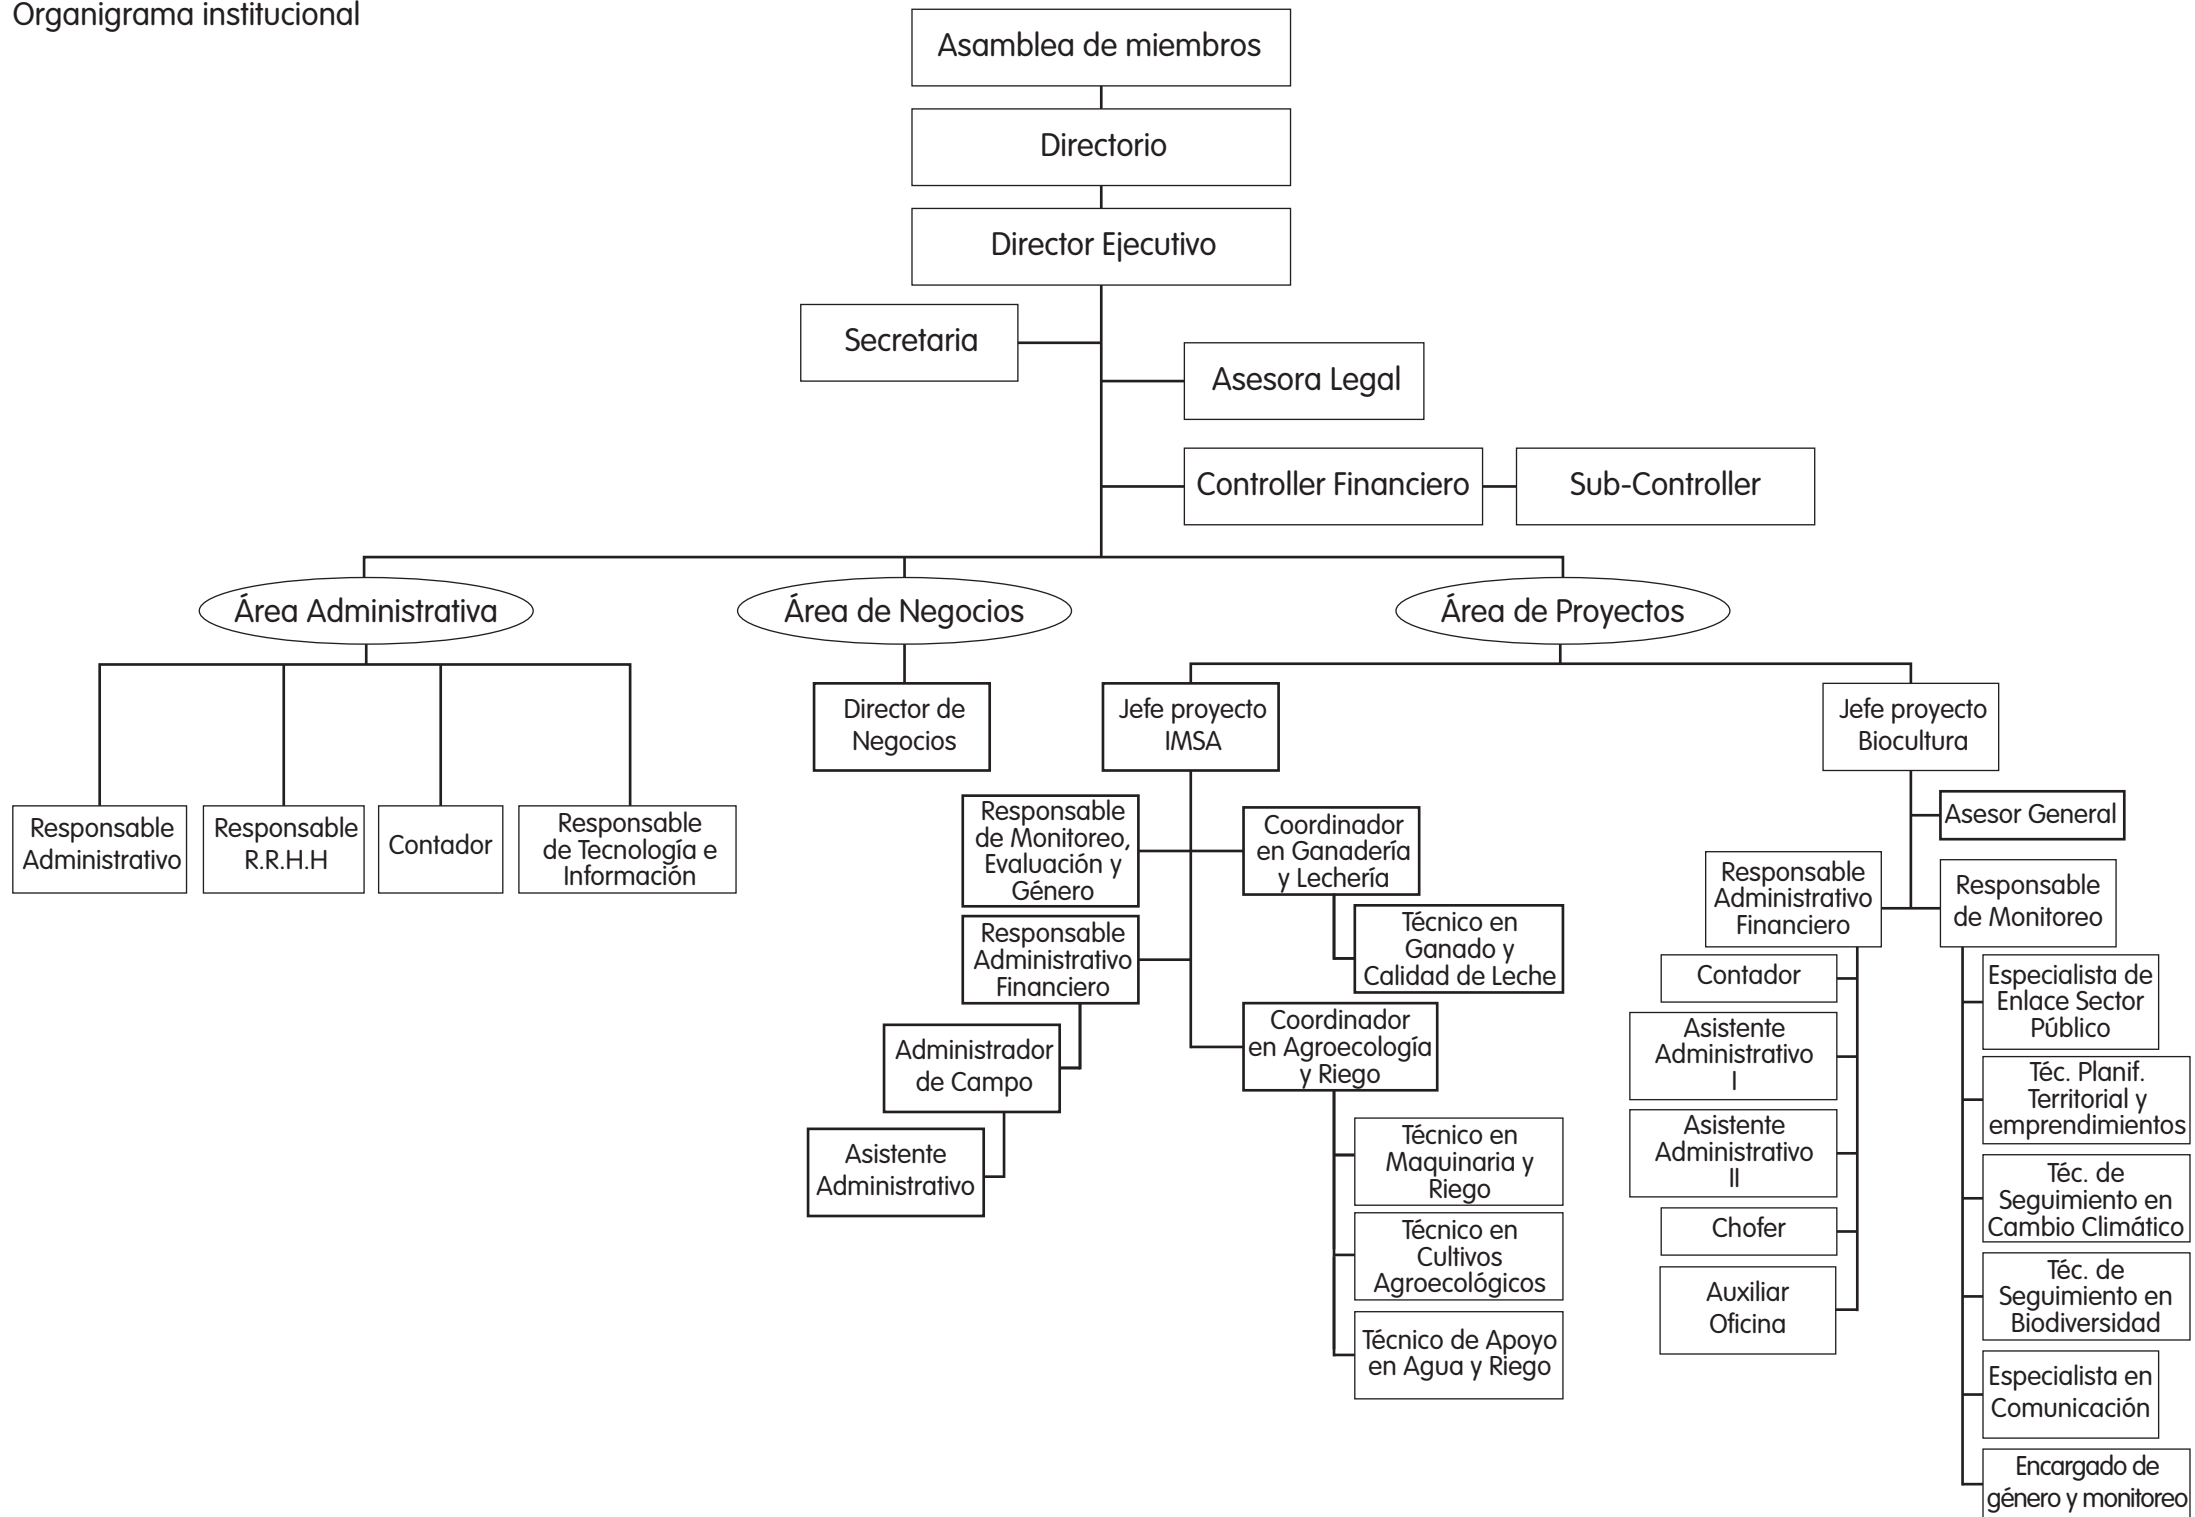 Organigrama institucional
Asamblea de miembros
Directorio
Director Ejecutivo
Secretaria
Asesora Legal
Controller Financiero
Sub-Controller
Área Administrativa
Área de Negocios
Área de Proyectos
Responsable
Administrativo
Responsable
R.R.H.H
Contador
Responsable
de Tecnología e
Información
Director de
Negocios
Jefe proyecto
IMSA
Responsable
de Monitoreo,
Evaluación y
Género
Responsable
Administrativo
Financiero
Administrador
de Campo
Asistente
Administrativo
Coordinador
en Ganadería
y Lechería
Técnico en
Ganado y
Calidad de Leche
Coordinador
en Agroecología
y Riego
Técnico en
Maquinaria y
Riego
Técnico en
Cultivos
Agroecológicos
Técnico de Apoyo
en Agua y Riego
Jefe proyecto
Biocultura
Asesor General
Responsable
Administrativo
Financiero
Contador
Asistente
Administrativo
I
Asistente
Administrativo
II
Chofer
Auxiliar
Oficina
Responsable
de Monitoreo
Especialista de
Enlace Sector
Público
Téc. Planif.
Territorial y
emprendimientos
Téc. de
Seguimiento en
Cambio Climático
Téc. de
Seguimiento en
Biodiversidad
Especialista en
Comunicación
Encargado de
género y monitoreo